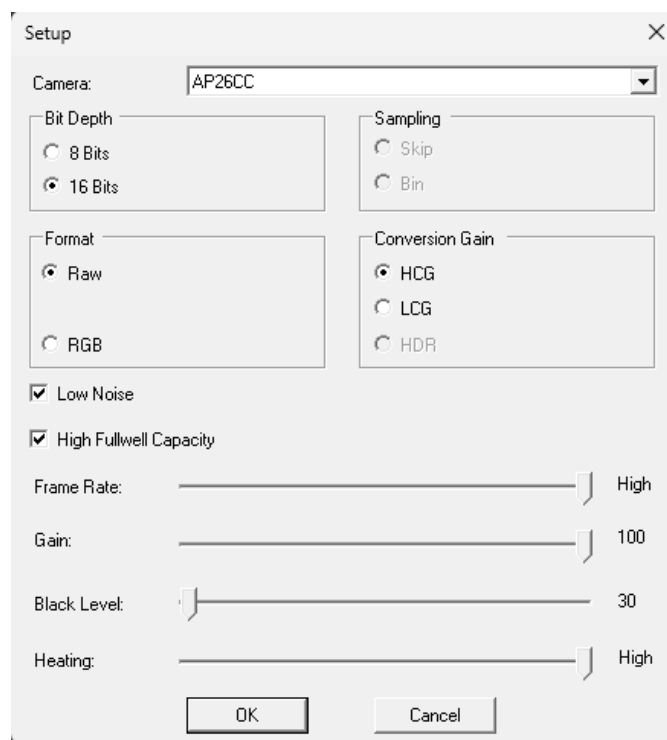 Setup
Camera: AP26CC
Bit Depth
8 Bits
16 Bits
Sampling
Skip
Bin
Format
Raw
RGB
Conversion Gain
HCG
LCG
HDR
Low Noise
High Fullwell Capacity
Frame Rate: High
Gain: 100
Black Level: 30
Heating: High
OK Cancel